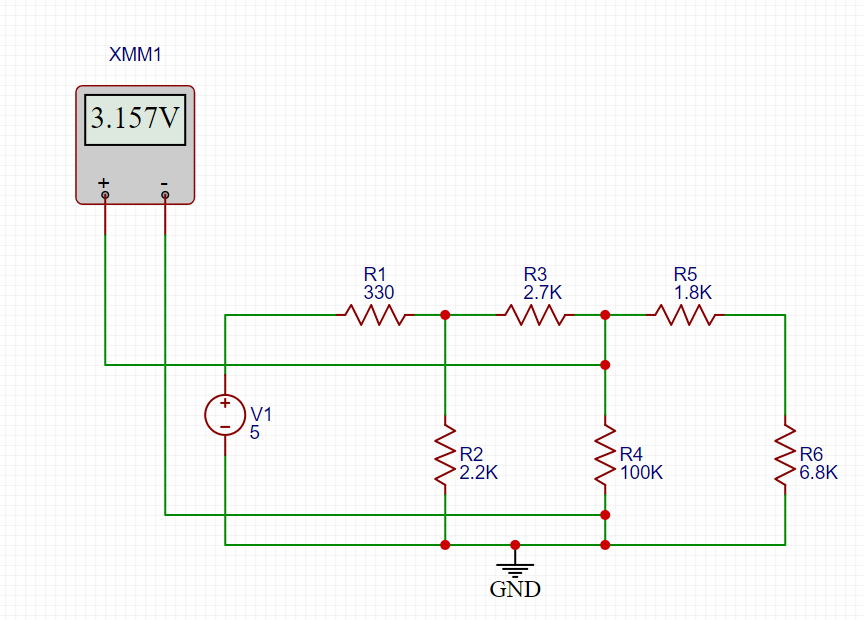 XMM1
3.157V
+ -
R1
330
R3
2.7K
R5
1.8K
+
-
V1
5
R2
2.2K
R4
100K
R6
6.8K
GND